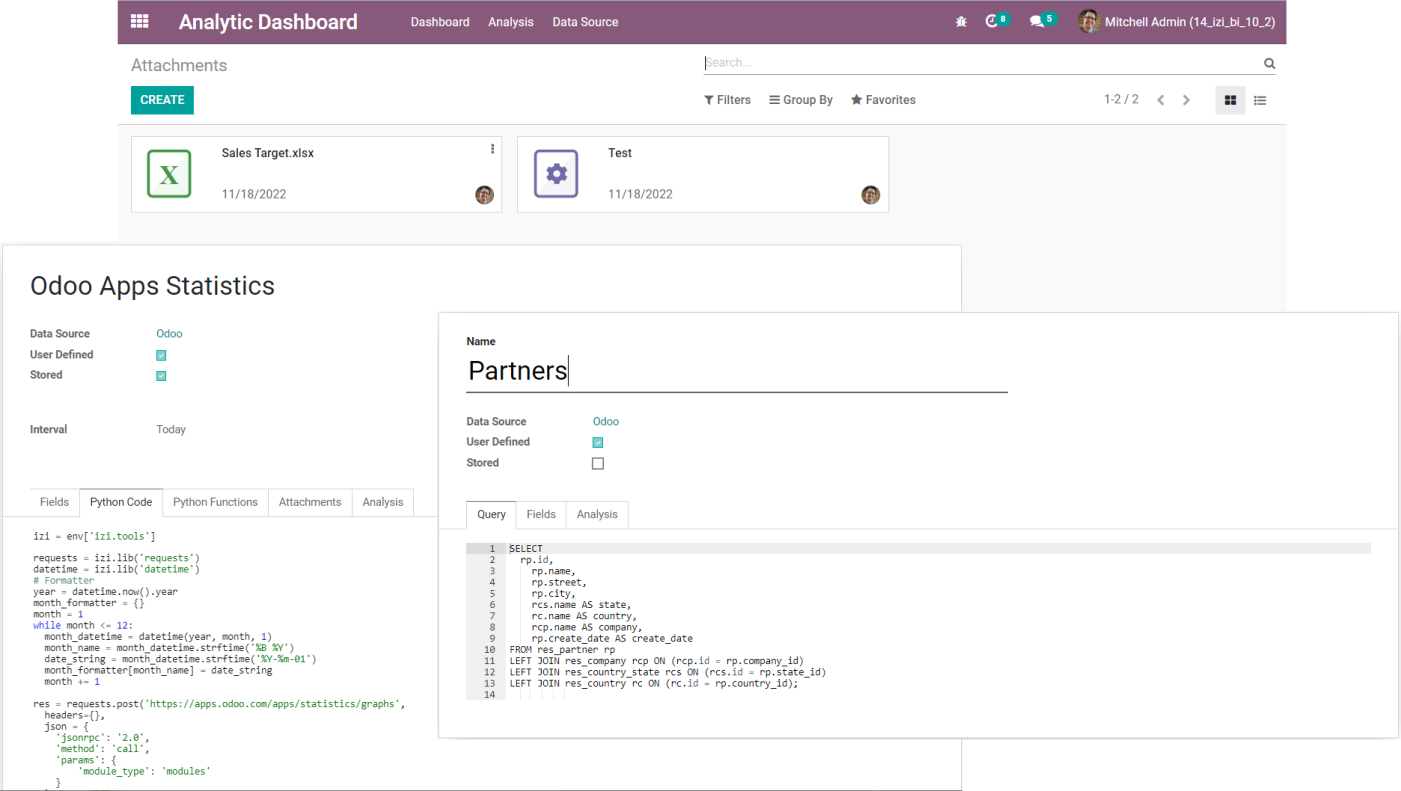 Analytic Dashboard
Dashboard Analysis Data Source
8 5 Mitchell Admin (14_izi_bi_10_2)
Attachments
Search...
CREATE
Filters Group By Favorites
1-2 / 2
X
Sales Target.xlsx
11/18/2022
Test
11/18/2022
Odoo Apps Statistics
Data Source Odoo
User Defined
Stored
Interval Today
Fields Python Code Python Functions Attachments Analysis
izi = env['izi.tools']
requests = izi.lib('requests')
datetime = izi.lib('datetime')
# Formatter
year = datetime.now().year
month_formatter = {}
month = 1
while month <= 12:
month_datetime = datetime(year, month, 1)
month_name = month_datetime.strftime('%B %Y')
date_string = month_datetime.strftime('%Y-%m-01')
month_formatter[month_name] = date_string
month += 1
res = requests.post('https://apps.odoo.com/apps/statistics/graphs',
headers={},
json = {
'jsonrpc': '2.0',
'method': 'call',
'params': {
'module_type': 'modules'
}
Name
Partners
Data Source Odoo
User Defined
Stored
Query Fields Analysis
1 SELECT
2 rp.id,
3 rp.name,
4 rp.street,
5 rp.city,
6 rcs.name AS state,
7 rc.name AS country,
8 rcp.name AS company,
9 rp.create_date AS create_date
10 FROM res_partner rp
11 LEFT JOIN res_company rcp ON (rcp.id = rp.company_id)
12 LEFT JOIN res_country_state rcs ON (rcs.id = rp.state_id)
13 LEFT JOIN res_country rc ON (rc.id = rp.country_id);
14